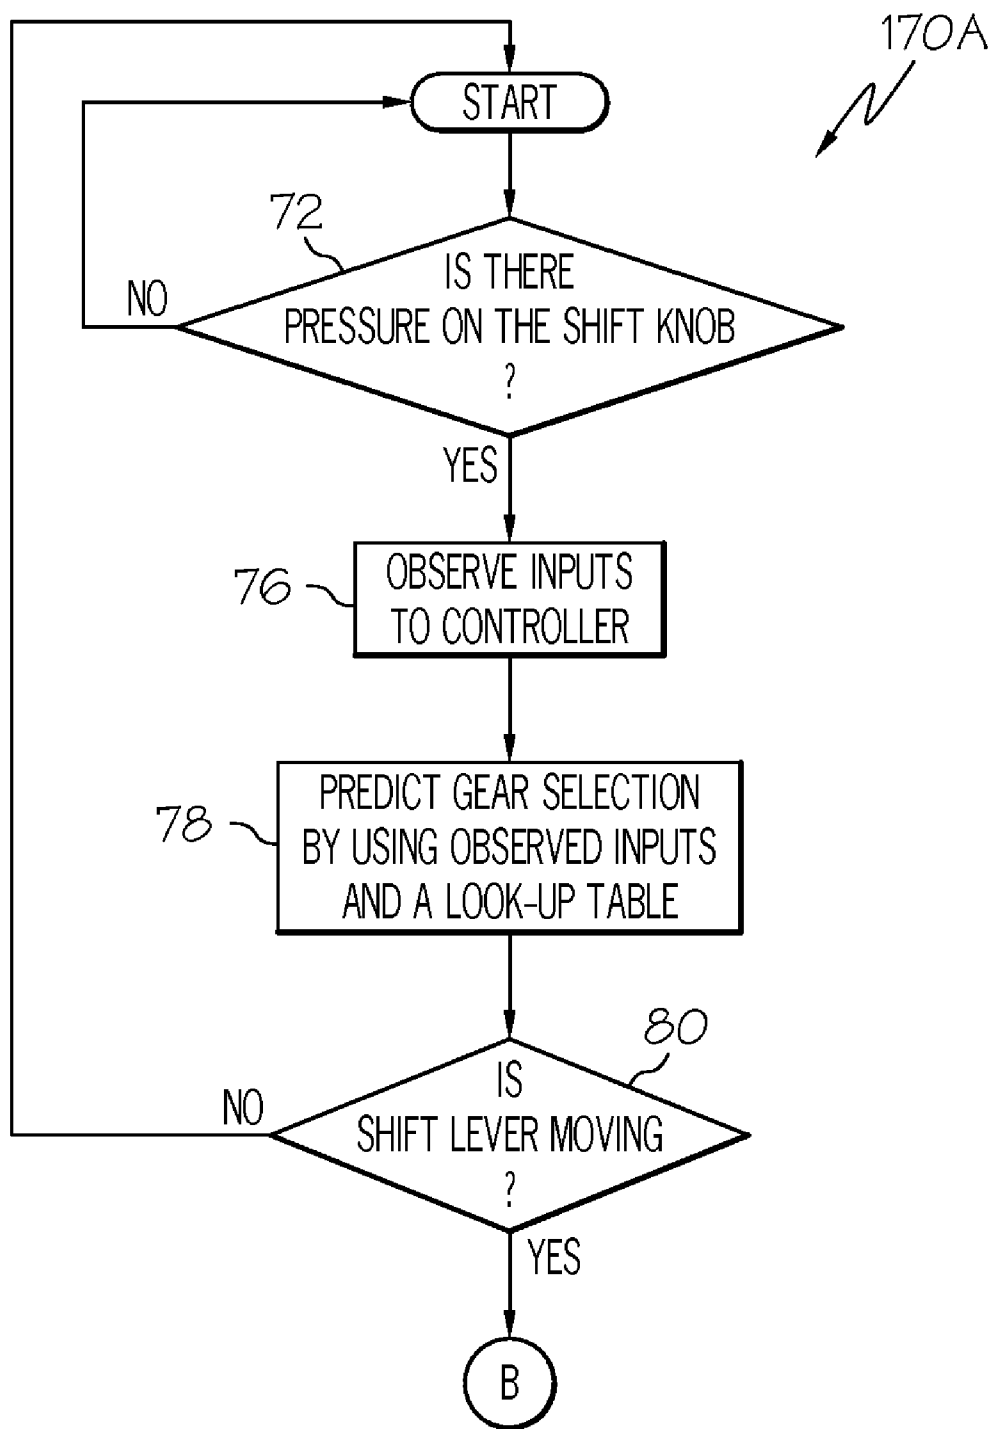 170A
START
72
IS THERE
NO
PRESSURE ON THE SHIFT KNOB
?
YES
76
OBSERVE INPUTS
TO CONTROLLER
78
PREDICT GEAR SELECTION
BY USING OBSERVED INPUTS
AND A LOOK-UP TABLE
80
IS
NO
SHIFT LEVER MOVING
?
YES
B